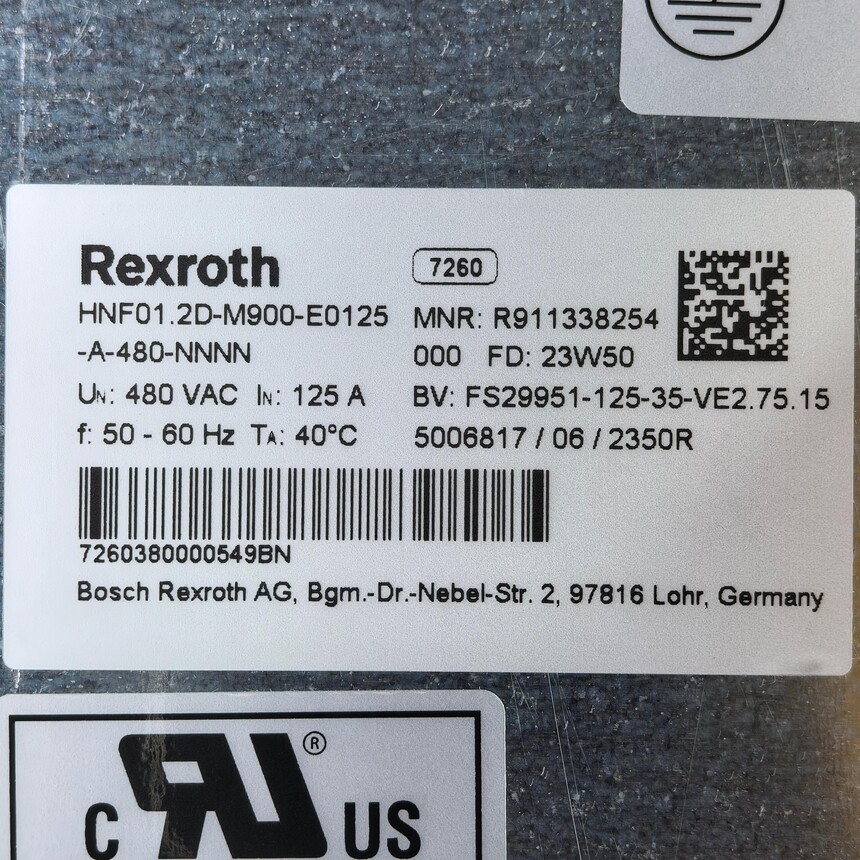 Rexroth
7260
HNF01.2D-M900-E0125
-A-480-NNNN
MNR: R911338254
000 FD: 23W50
UN: 480 VAC IN: 125 A
BV: FS29951-125-35-VE2.75.15
f: 50 - 60 Hz TA: 40°C
5006817 / 06 / 2350R
7260380000549BN
Bosch Rexroth AG, Bgm.-Dr.-Nebel-Str. 2, 97816 Lohr, Germany
C RU® US